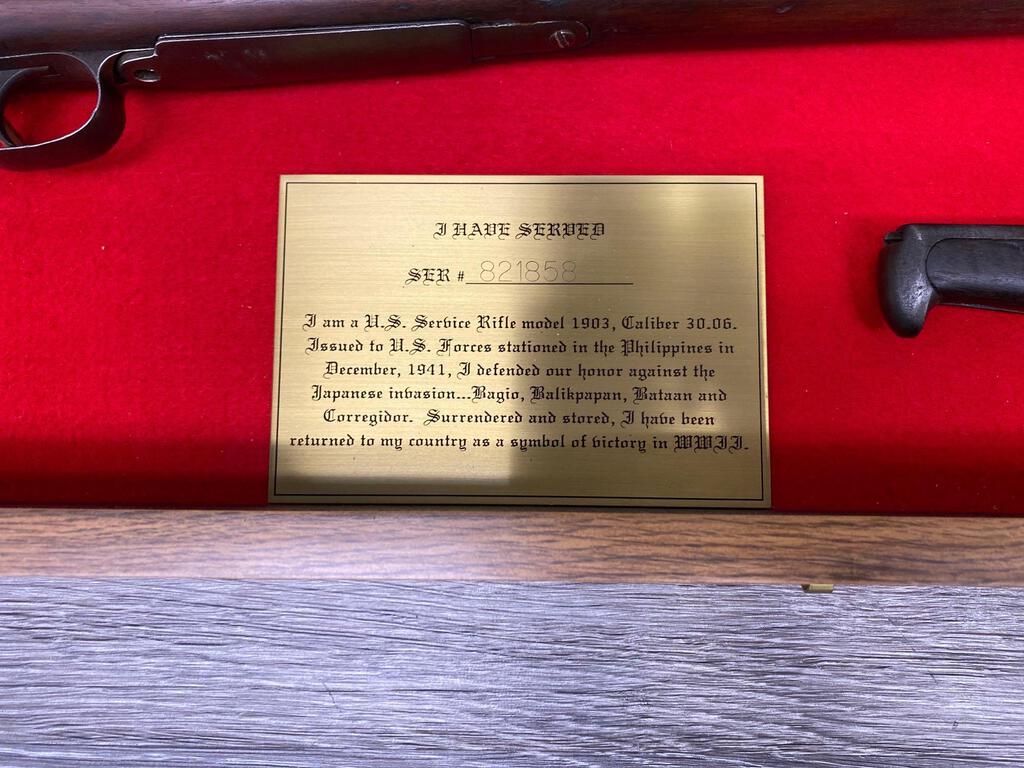 I HAVE SERVED
SER # 821858
I am a U.S. Service Rifle model 1903, Caliber 30.06.
Issued to U.S. Forces stationed in the Philippines in
December, 1941, I defended our honor against the
Japanese invasion...Bagio, Balikpapan, Bataan and
Corregidor. Surrendered and stored, I have been
returned to my country as a symbol of victory in WWII.